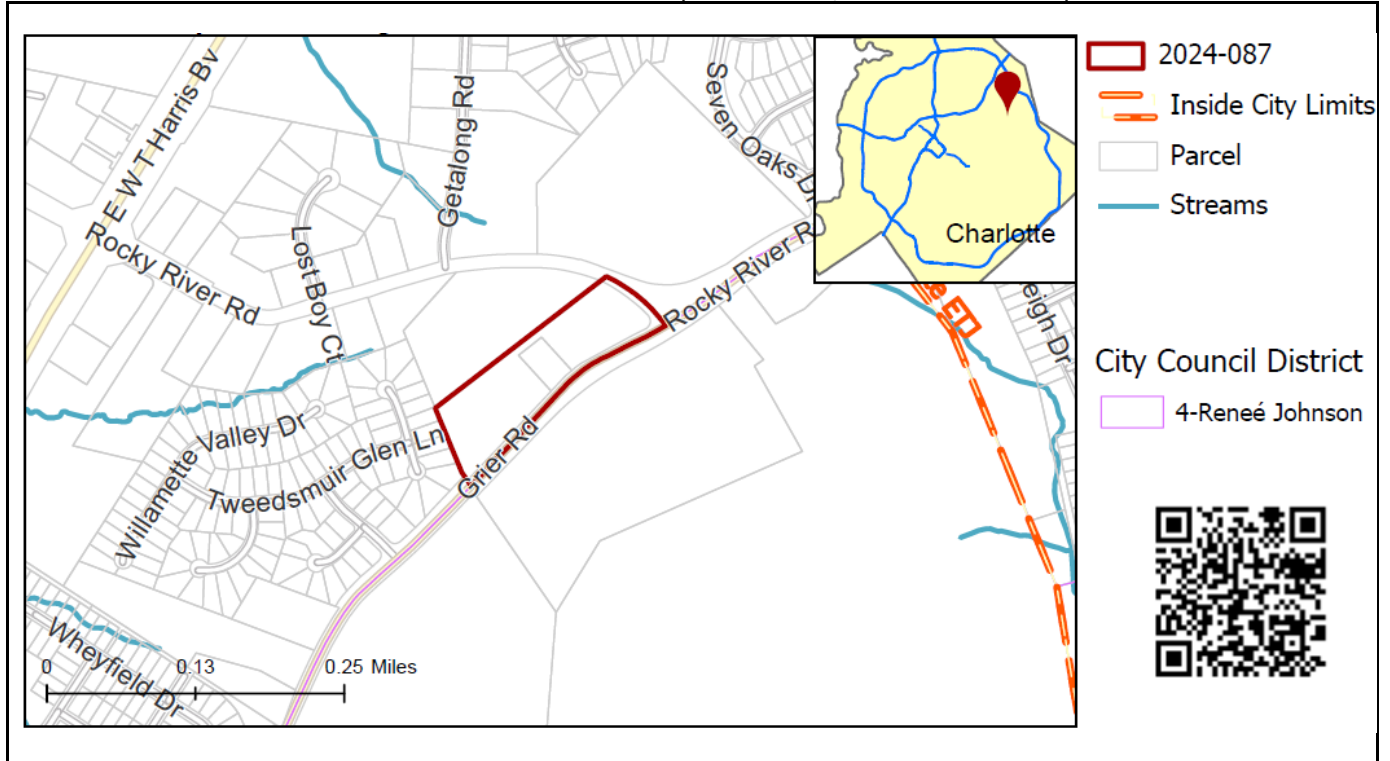 R E W T Harris Bv
Rocky River Rd
Lost Boy Ct
Getalong Rd
Seven Oaks Dr
Rocky River R
Charlotte
Willamette Valley Dr
Tweedsmuir Glen Ln
Grier Rd
Wheyfield Dr
eigh Dr
0 0.13 0.25 Miles
2024-087
Inside City Limits
Parcel
Streams
City Council District
4-Reneé Johnson